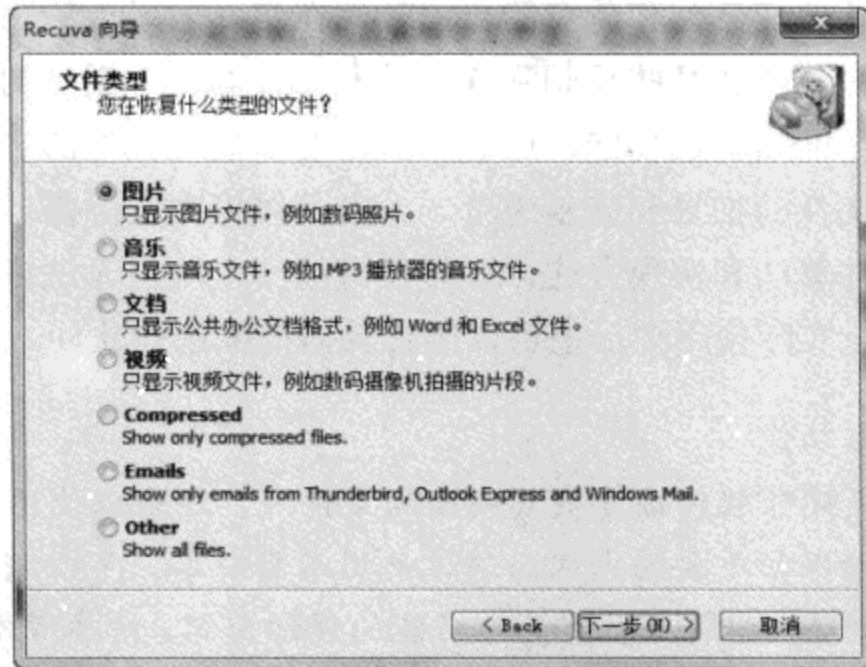 Recuva 向导
文件类型
您在恢复什么类型的文件?
图片
只显示图片文件，例如数码照片。
音乐
只显示音乐文件，例如 MP3 播放器的音乐文件。
文档
只显示公共办公文档格式，例如 Word 和 Excel 文件。
视频
只显示视频文件，例如数码摄像机拍摄的片段。
Compressed
Show only compressed files.
Emails
Show only emails from Thunderbird, Outlook Express and Windows Mail.
Other
Show all files.
< Back 下一步(N) > 取消